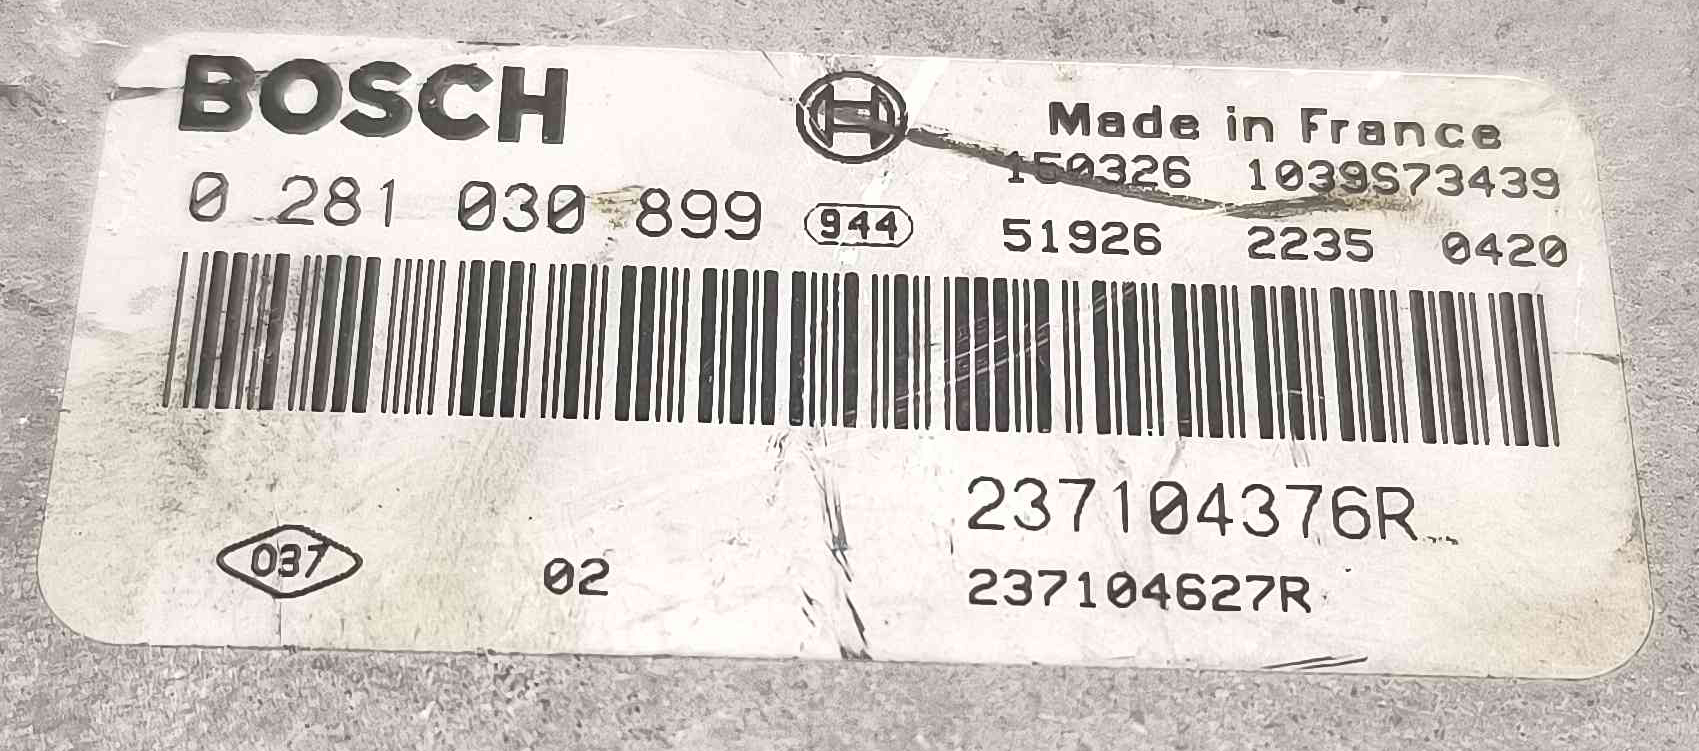 BOSCH
Made in France
150326 1039S73439
0 281 030 899 944 51926 2235 0420
237104376R
037 02 237104627R